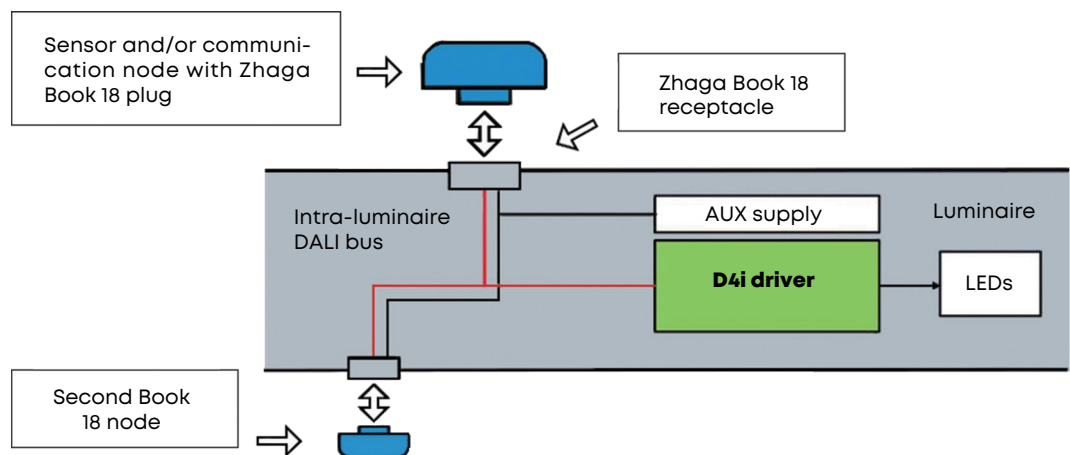 Sensor and/or communi-
cation node with Zhaga
Book 18 plug
Zhaga Book 18
receptacle
Intra-luminaire
DALI bus
AUX supply
Luminaire
D4i driver
LEDs
Second Book
18 node